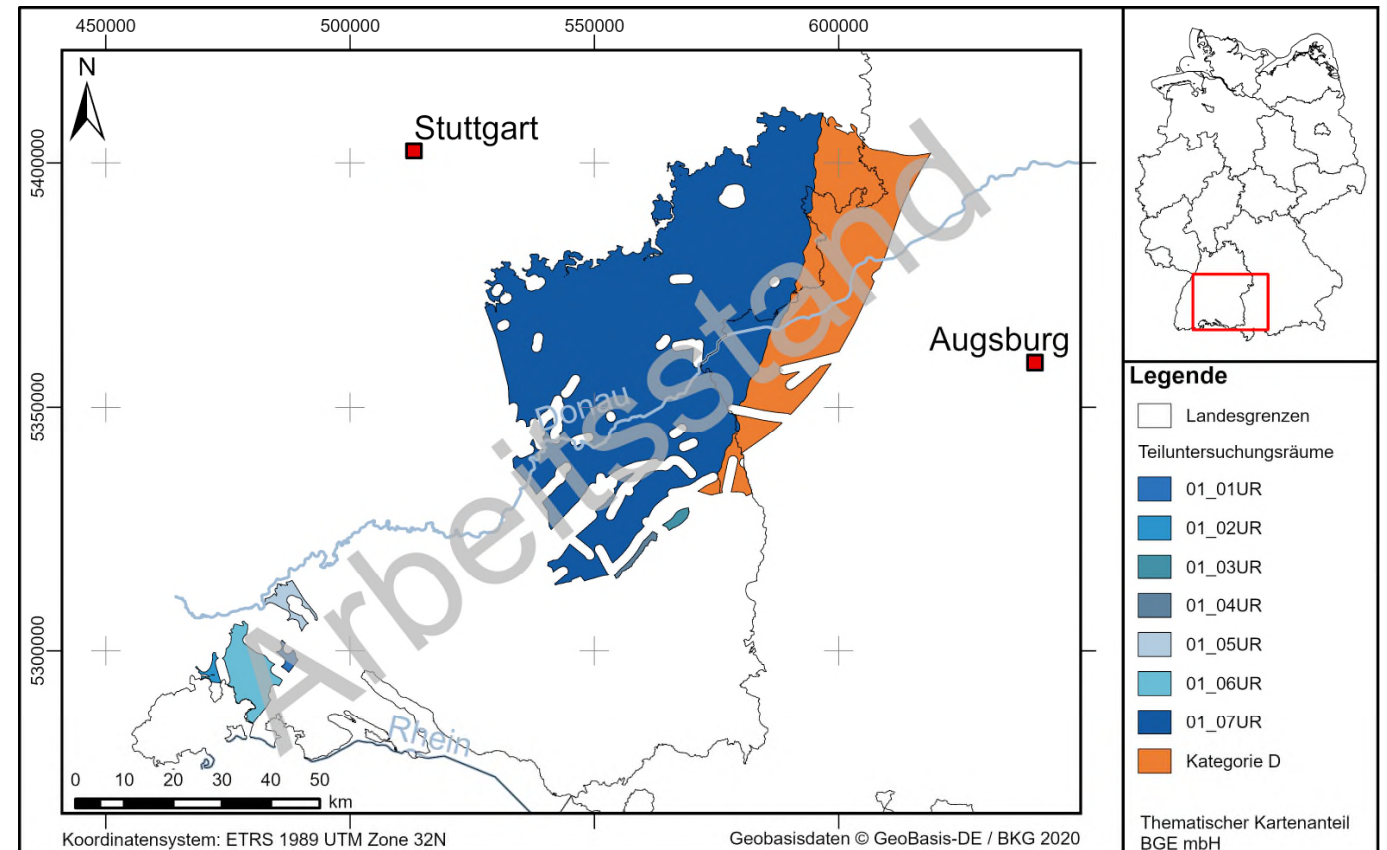 450000 500000 550000 600000
N
Stuttgart
5400000
Augsburg
Donau
5350000
Arbeitsstand
5300000
Rhein
0 10 20 30 40 50
km
Koordinatensystem: ETRS 1989 UTM Zone 32N
Geobasisdaten © GeoBasis-DE / BKG 2020
Legende
Landesgrenzen
Teiluntersuchungsräume
01_01UR
01_02UR
01_03UR
01_04UR
01_05UR
01_06UR
01_07UR
Kategorie D
Thematischer Kartenanteil
BGE mbH